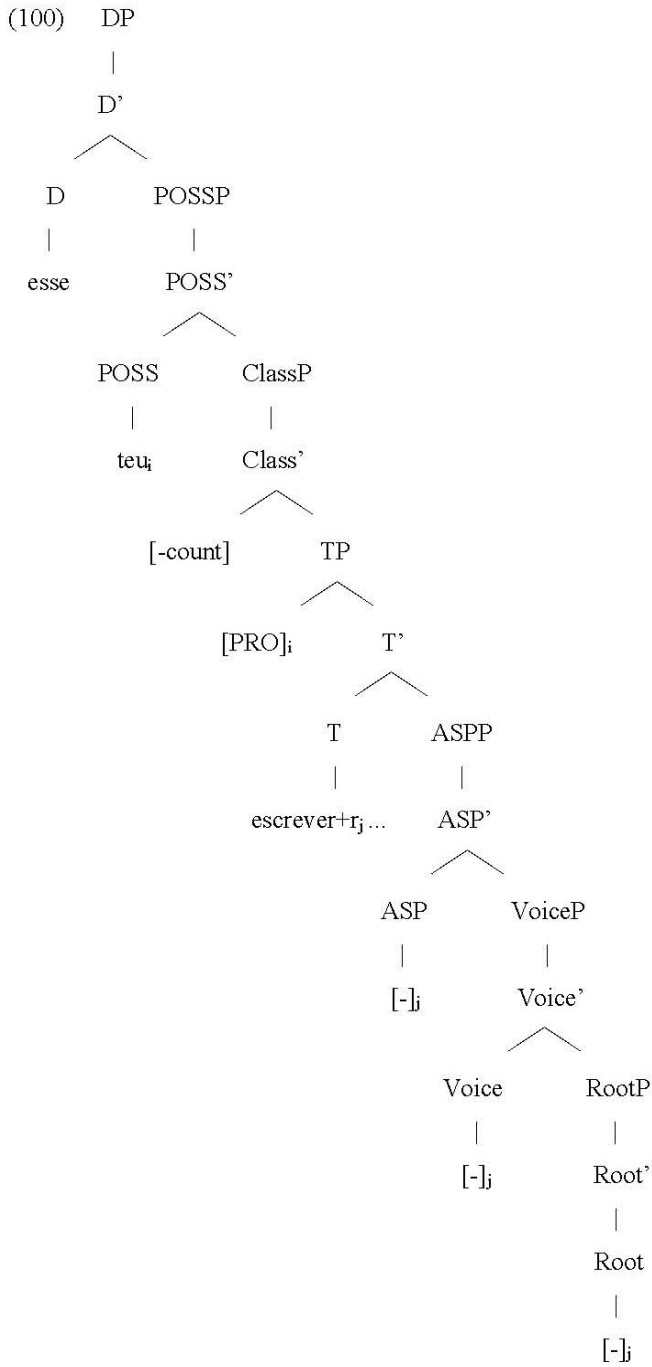 (100) DP
D’
D POSSP
esse POSS’
POSS ClassP
teuᵢ Class’
[-count] TP
[PRO]ᵢ T’
T ASPP
escrever+rⱼ... ASP’
ASP VoiceP
[-]ⱼ Voice’
Voice RootP
[-]ⱼ Root’
Root
[-]ⱼ